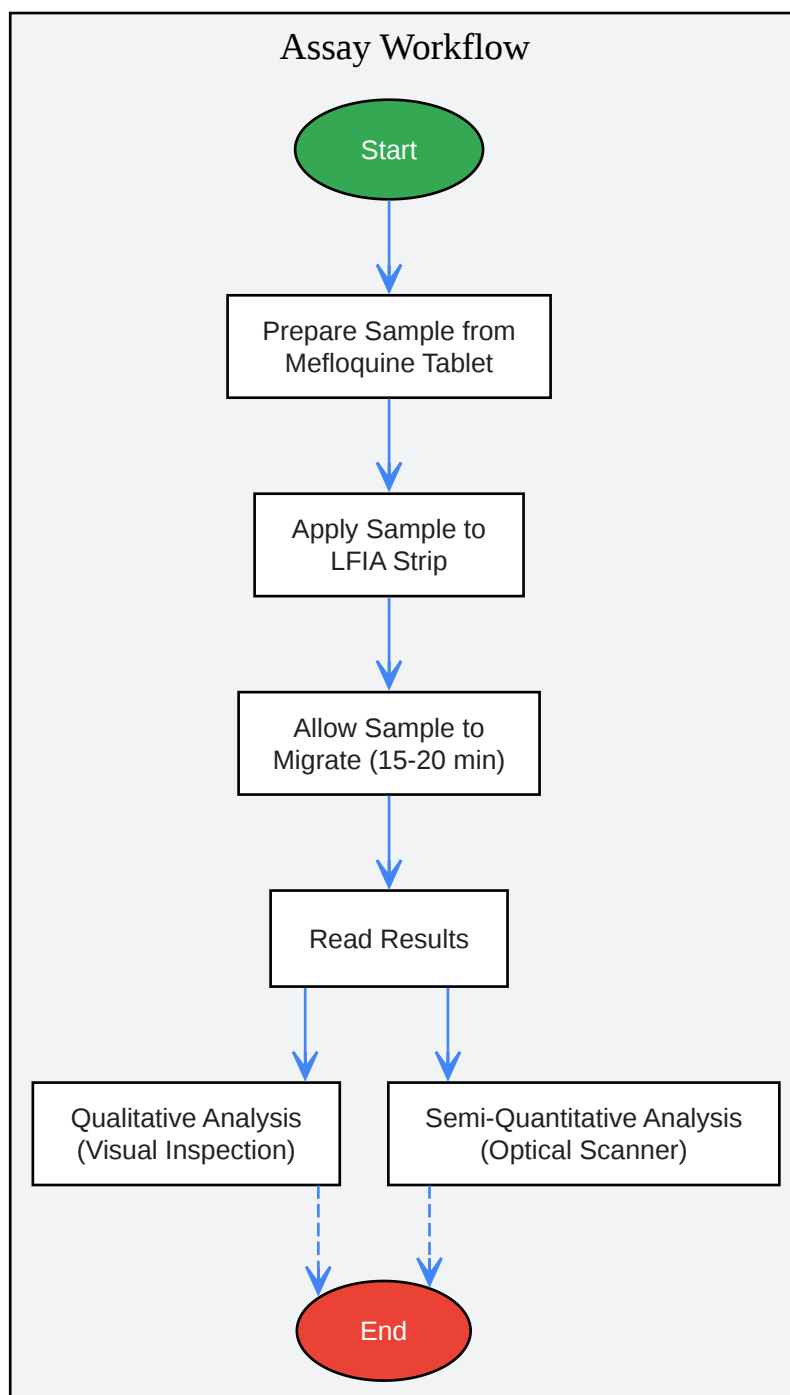 Assay Workflow
Start
Prepare Sample from
Mefloquine Tablet
Apply Sample to
LFIA Strip
Allow Sample to
Migrate (15-20 min)
Read Results
Qualitative Analysis
(Visual Inspection)
Semi-Quantitative Analysis
(Optical Scanner)
End